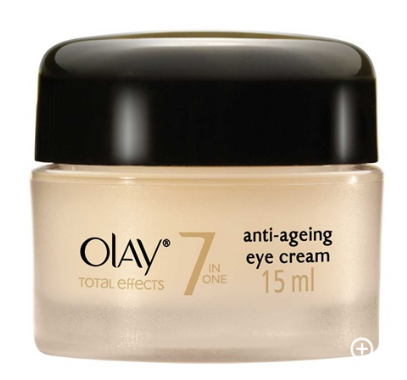 OLAY®
TOTAL effects
7
IN
ONE
anti-ageing
eye cream
15 ml